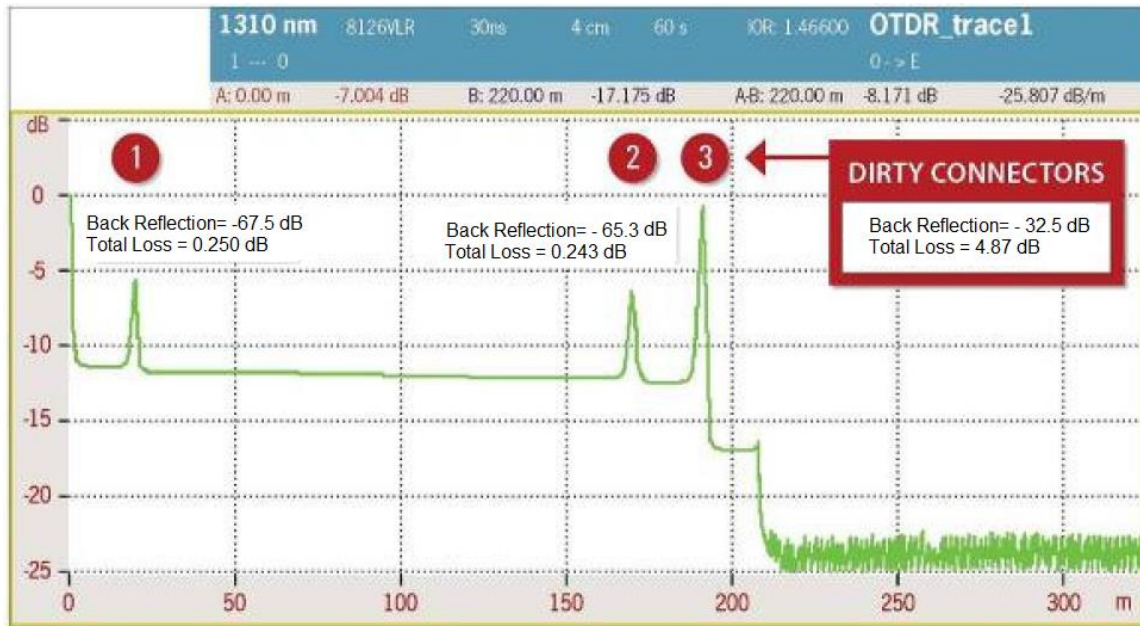 1310 nm 8126VLR 30ns 4 cm 60 s IOR: 1.46600 OTDR_trace1
1 --- 0 0 - > E
A: 0.00 m -7.004 dB B: 220.00 m -17.175 dB A-B: 220.00 m -8.171 dB -25.807 dB/m
dB
1 2 3
DIRTY CONNECTORS
0
Back Reflection= -67.5 dB
Total Loss = 0.250 dB
Back Reflection= - 65.3 dB
Total Loss = 0.243 dB
Back Reflection= - 32.5 dB
Total Loss = 4.87 dB
-5
-10
-15
-20
-25
0 50 100 150 200 250 300 m